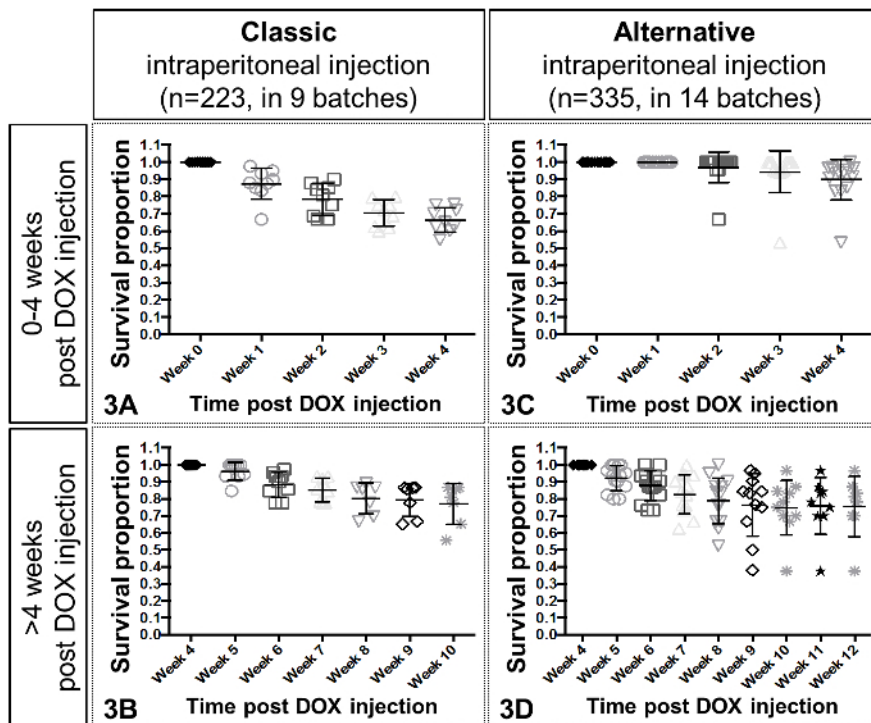 Classic
intraperitoneal injection
(n=223, in 9 batches)
Alternative
intraperitoneal injection
(n=335, in 14 batches)
0-4 weeks
post DOX injection
Survival proportion
1.1
1.0
0.9
0.8
0.7
0.6
0.5
0.4
0.3
0.2
0.1
0.0
Week 0
Week 1
Week 2
Week 3
Week 4
3A
Time post DOX injection
Survival proportion
1.1
1.0
0.9
0.8
0.7
0.6
0.5
0.4
0.3
0.2
0.1
0.0
Week 0
Week 1
Week 2
Week 3
Week 4
3C
Time post DOX injection
>4 weeks
post DOX injection
Survival proportion
1.1
1.0
0.9
0.8
0.7
0.6
0.5
0.4
0.3
0.2
0.1
0.0
Week 4
Week 5
Week 6
Week 7
Week 8
Week 9
Week 10
3B
Time post DOX injection
Survival proportion
1.1
1.0
0.9
0.8
0.7
0.6
0.5
0.4
0.3
0.2
0.1
0.0
Week 4
Week 5
Week 6
Week 7
Week 8
Week 9
Week 10
Week 11
Week 12
3D
Time post DOX injection